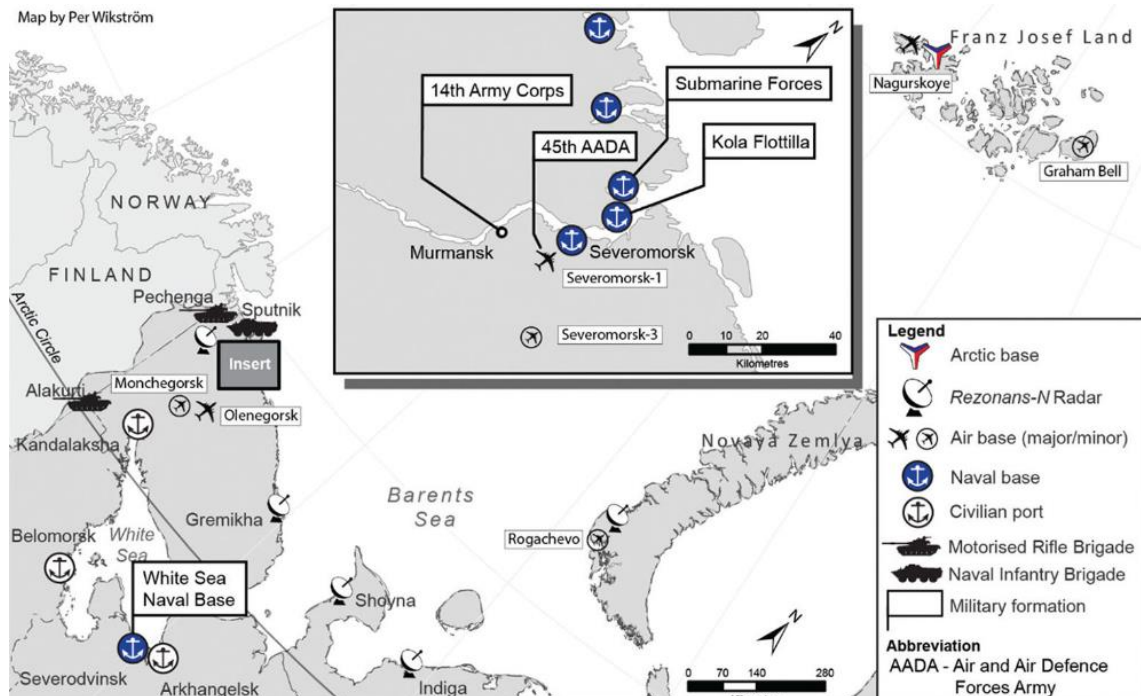 Map by Per Wikström
N
14th Army Corps
Submarine Forces
45th AADA
Kola Flottilla
Murmansk
Severomorsk
Severomorsk-1
Severomorsk-3
0 10 20 40
Kilometres
Franz Josef Land
Nagurskoye
Graham Bell
NORWAY
FINLAND
Pechenga
Sputnik
Arctic Circle
Insert
Monchegorsk
Alakurti
Olenegorsk
Kandalaksha
Novaya Zemlya
Barents
Sea
Gremikha
Rogachevo
Belomorsk
White
Sea
White Sea
Naval Base
Shoyna
N
Severodvinsk
Arkhangelsk
Indiga
0 70 140 280
Legend
Arctic base
Rezonans-N Radar
Air base (major/minor)
Naval base
Civilian port
Motorised Rifle Brigade
Naval Infantry Brigade
Military formation
Abbreviation
AADA - Air and Air Defence
Forces Army